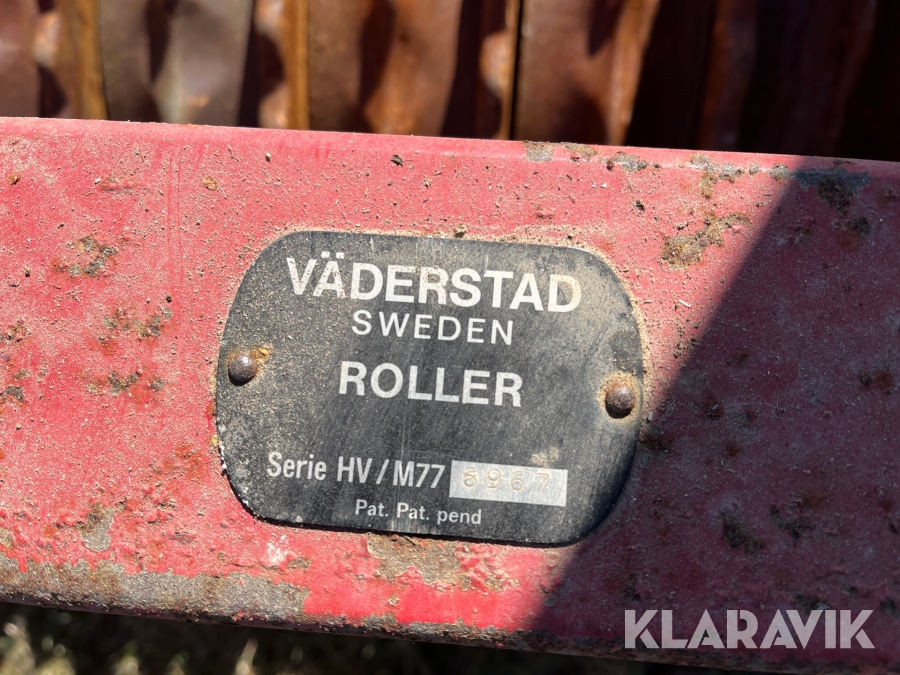 VÄDERSTAD
SWEDEN
ROLLER
Serie HV/M77 6967
Pat. Pat. pend
KLARAVIK